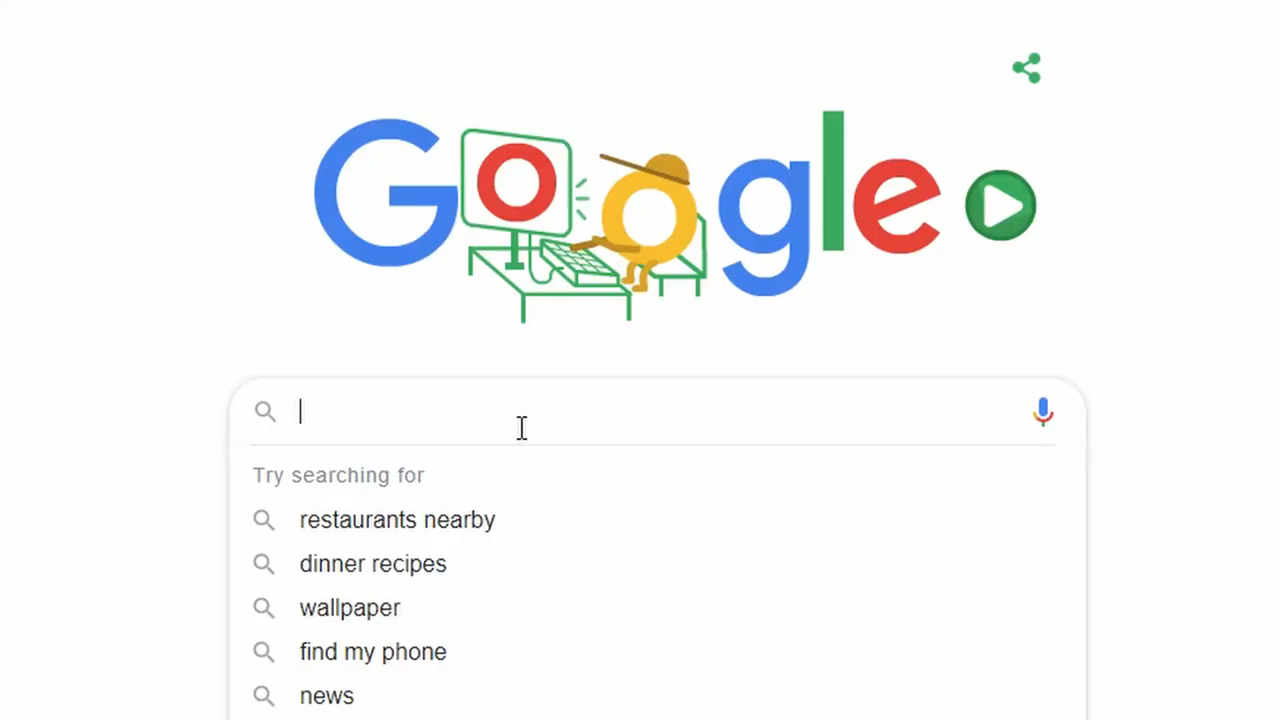 Google
Try searching for
restaurants nearby
dinner recipes
wallpaper
find my phone
news